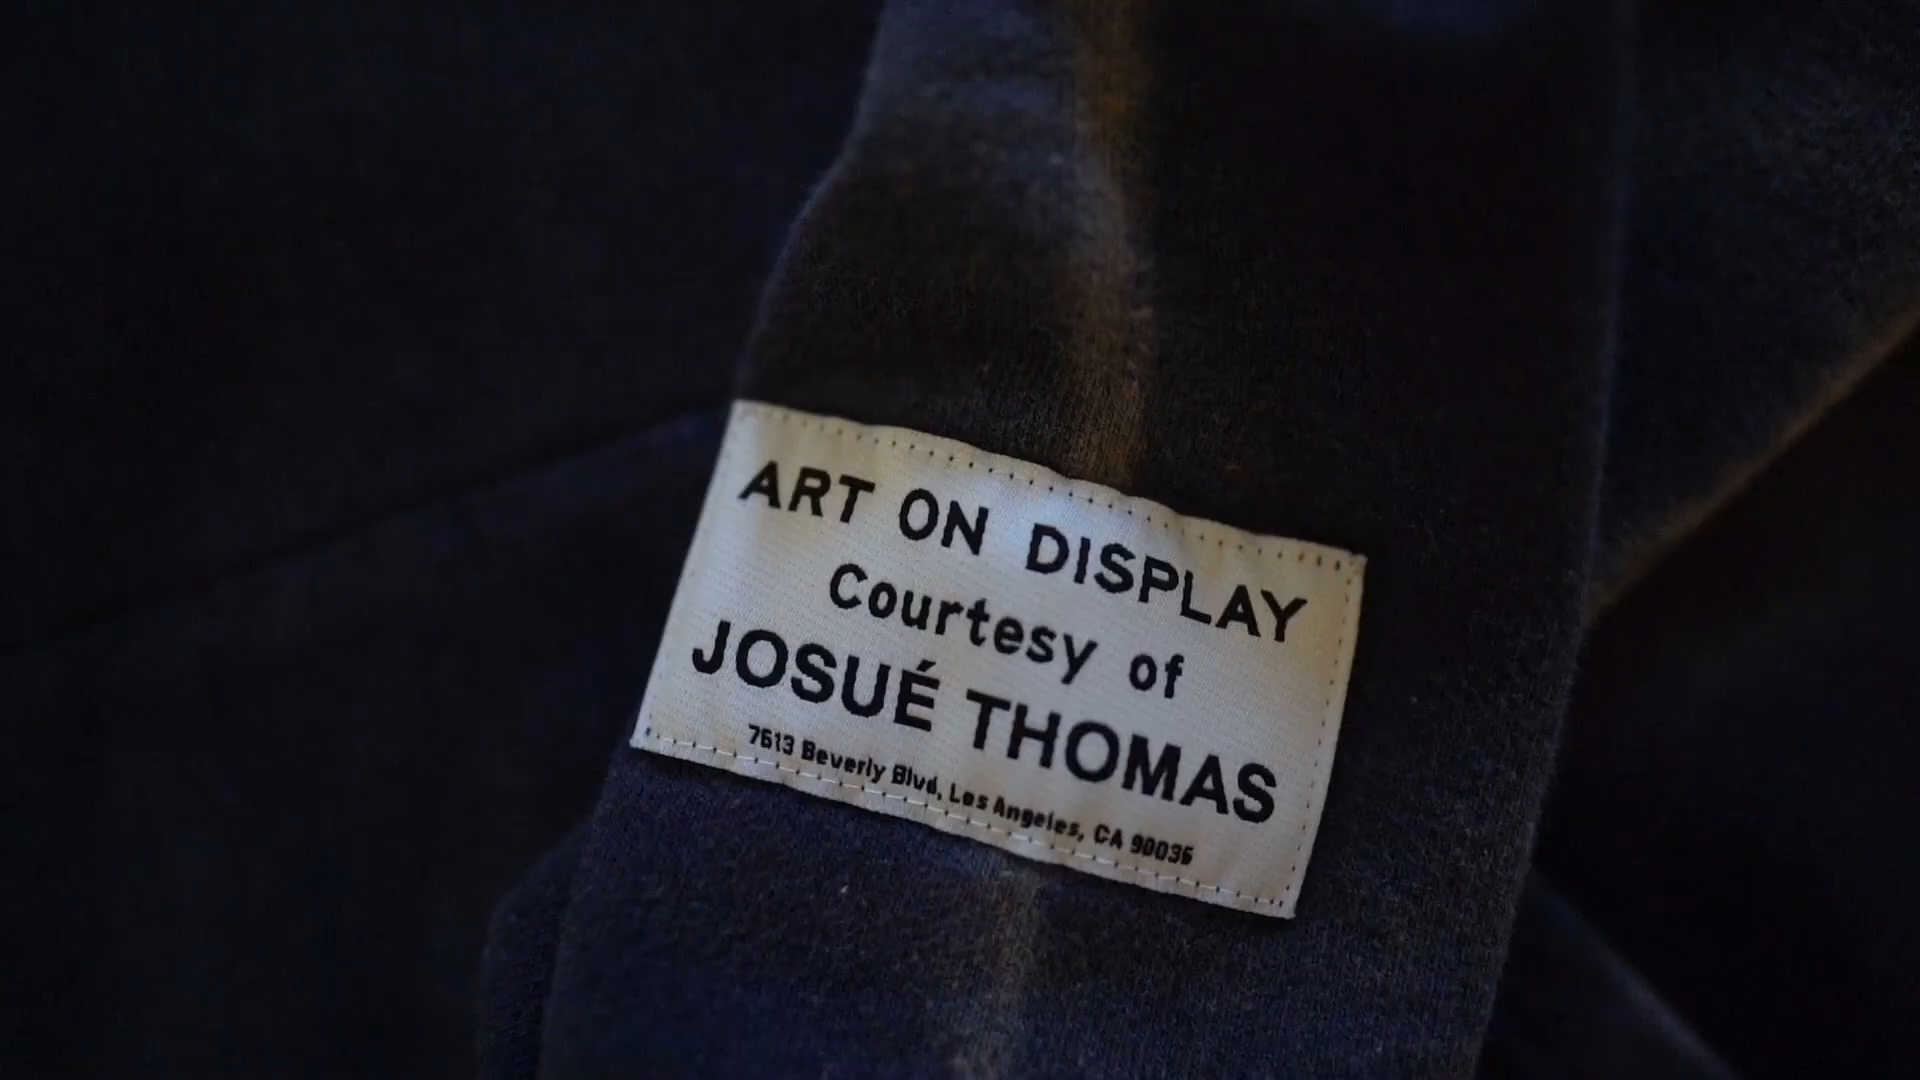 ART ON DISPLAY
Courtesy of
JOSUÉ THOMAS
7613 Beverly Blvd, Los Angeles, CA 90036